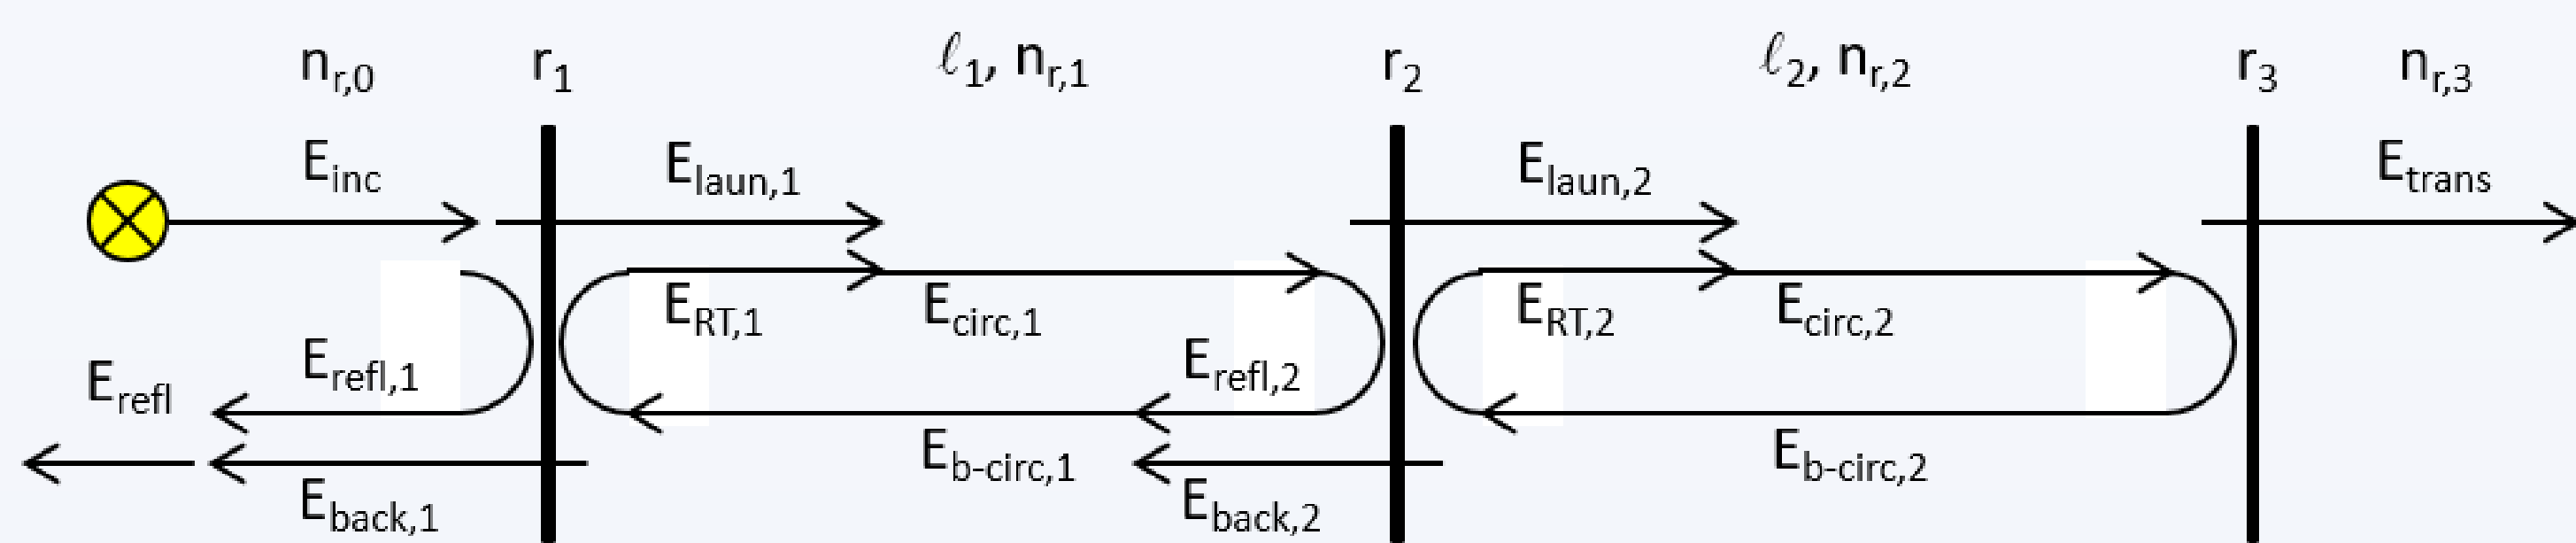 n_r,0 r_1 ℓ_1, n_r,1 r_2 ℓ_2, n_r,2 r_3 n_r,3
E_inc E_laun,1 E_laun,2 E_trans
E_RT,1 E_circ,1 E_RT,2 E_circ,2
E_refl E_refl,1 E_refl,2
E_back,1 E_b-circ,1 E_back,2 E_b-circ,2